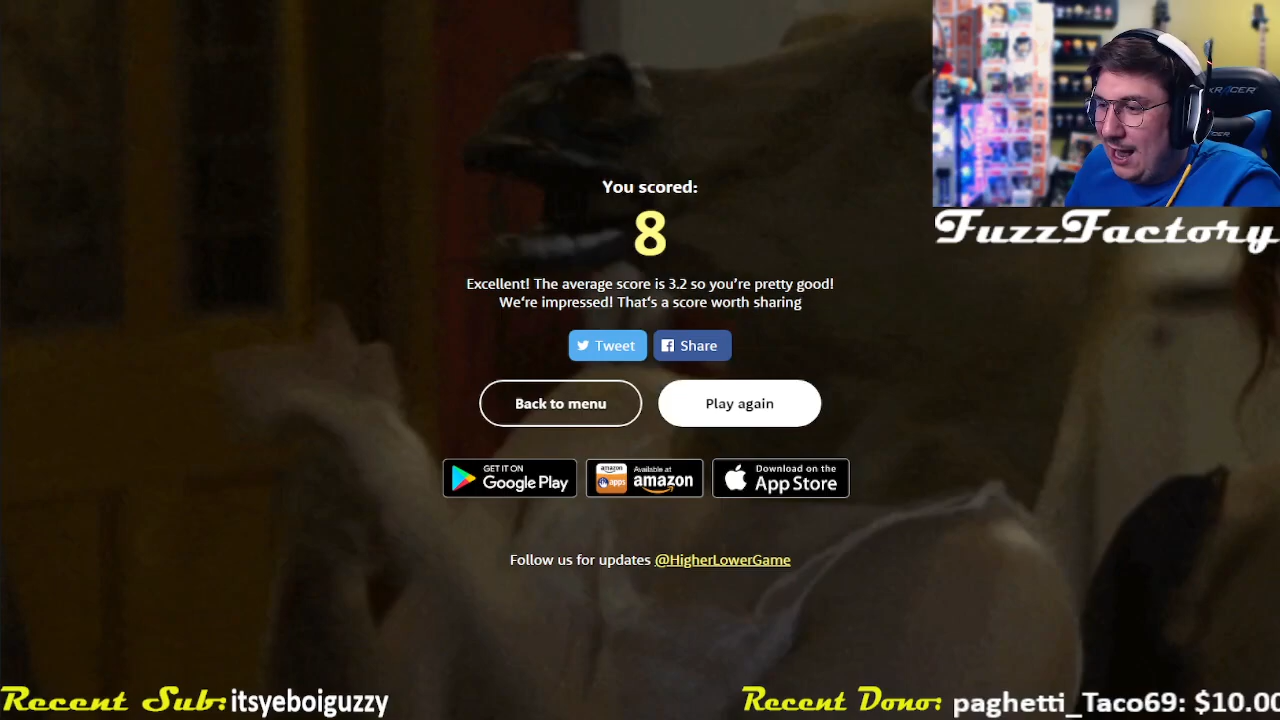 You scored:
8
Excellent! The average score is 3.2 so you're pretty good!
We're impressed! That's a score worth sharing
Tweet
Share
Back to menu
Play again
GET IT ON
Google Play
amazon
apps
Available at
amazon
Download on the
App Store
Follow us for updates @HigherLowerGame
FuzzFactory
Recent Sub: itsyeboiguzzy
Recent Dono: paghetti_Taco69: $10.00